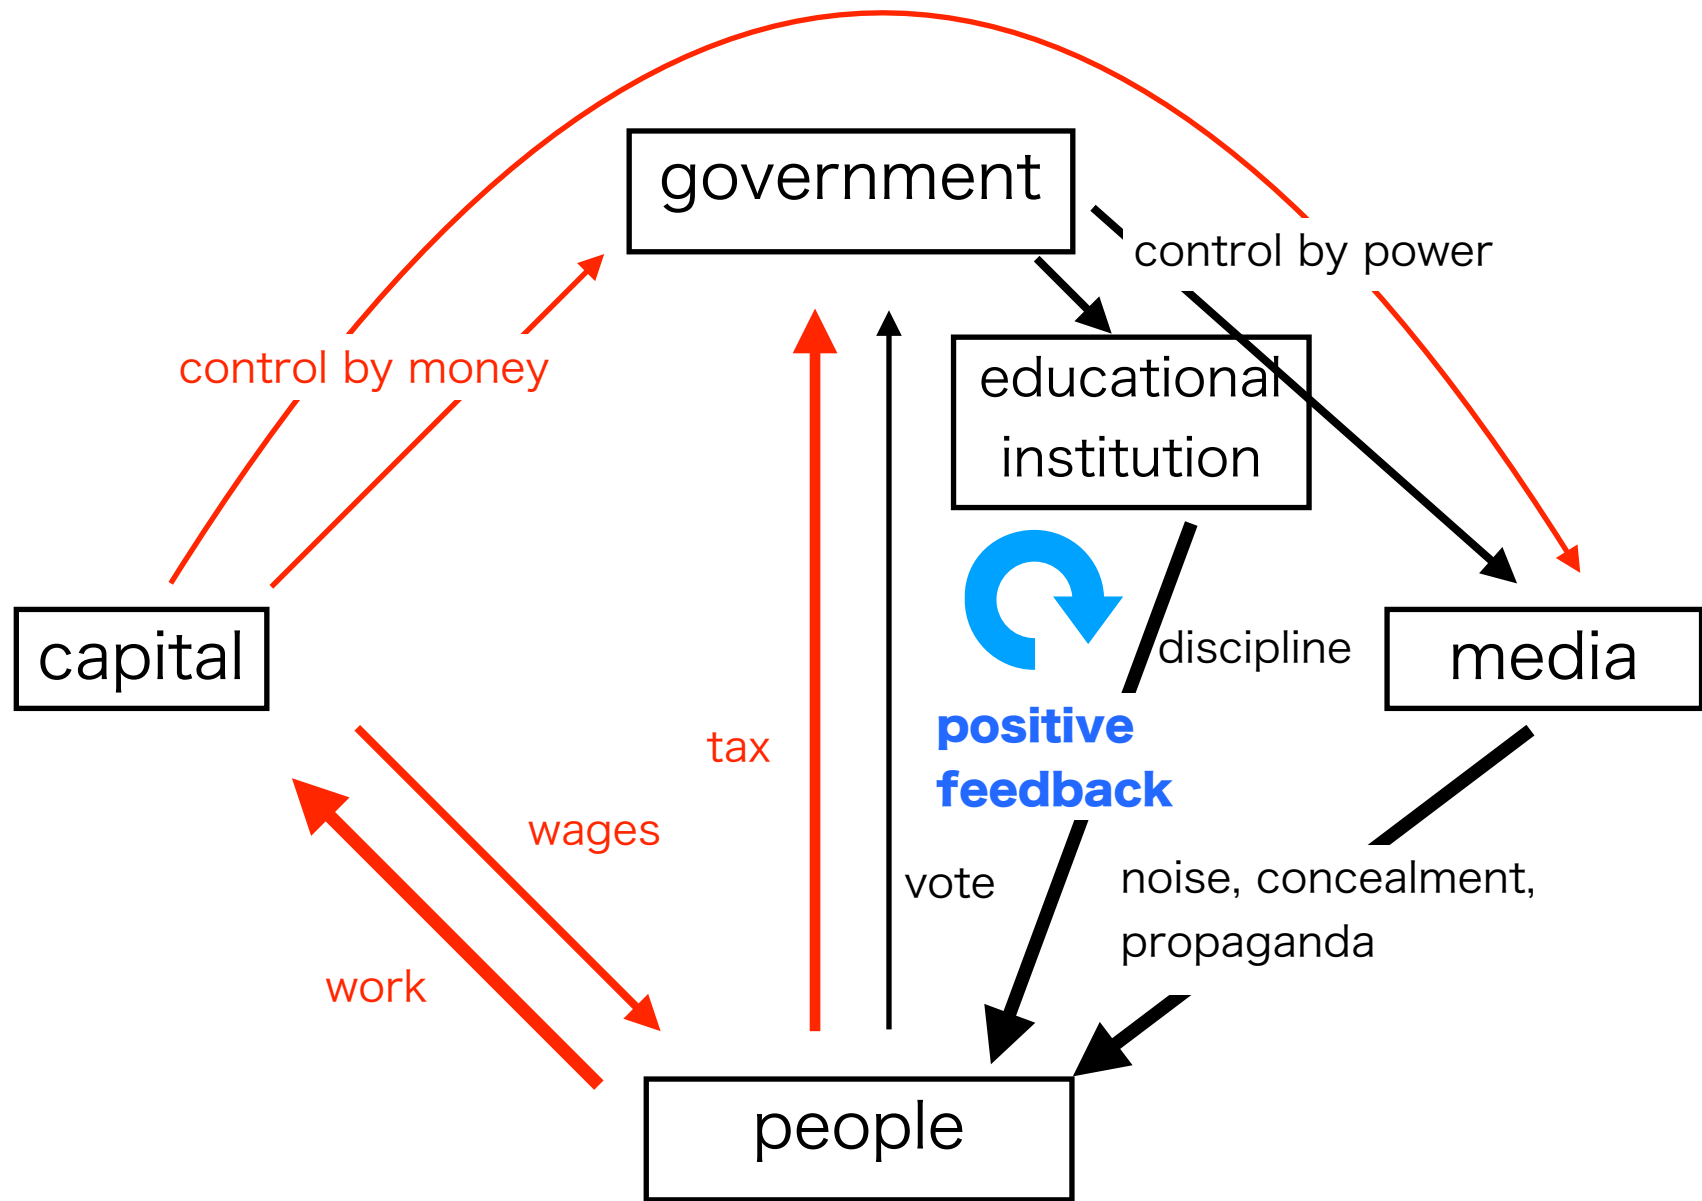 government
control by power
control by money
educational
institution
capital
discipline
media
positive
feedback
tax
wages
vote
noise, concealment,
propaganda
work
people